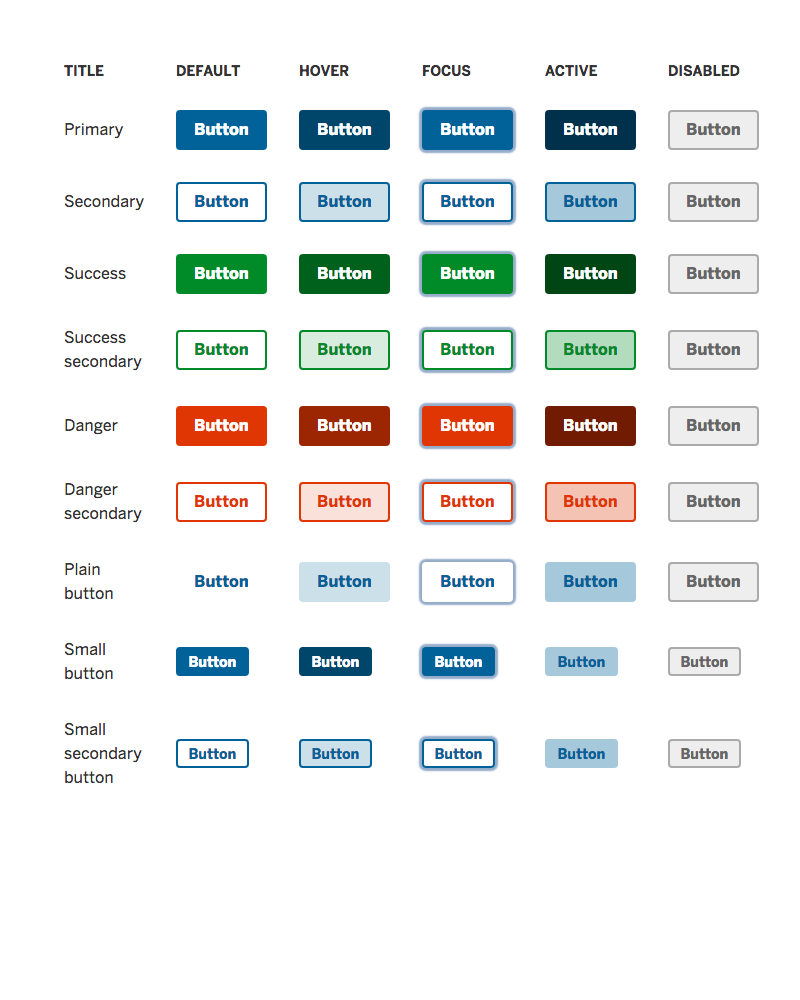 TITLE DEFAULT HOVER FOCUS ACTIVE DISABLED
Primary Button Button Button Button Button
Secondary Button Button Button Button Button
Success Button Button Button Button Button
Success
secondary Button Button Button Button Button
Danger Button Button Button Button Button
Danger
secondary Button Button Button Button Button
Plain
button Button Button Button Button Button
Small
button Button Button Button Button Button
Small
secondary Button Button Button Button Button
button